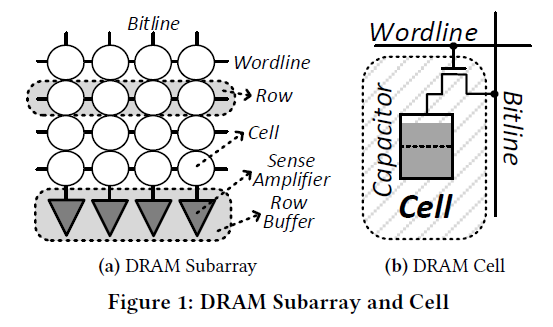 Bitline
Wordline
Row
Cell
Sense
Amplifier
Row
Buffer
(a) DRAM Subarray
Wordline
Capacitor
Bitline
Cell
(b) DRAM Cell
Figure 1: DRAM Subarray and Cell